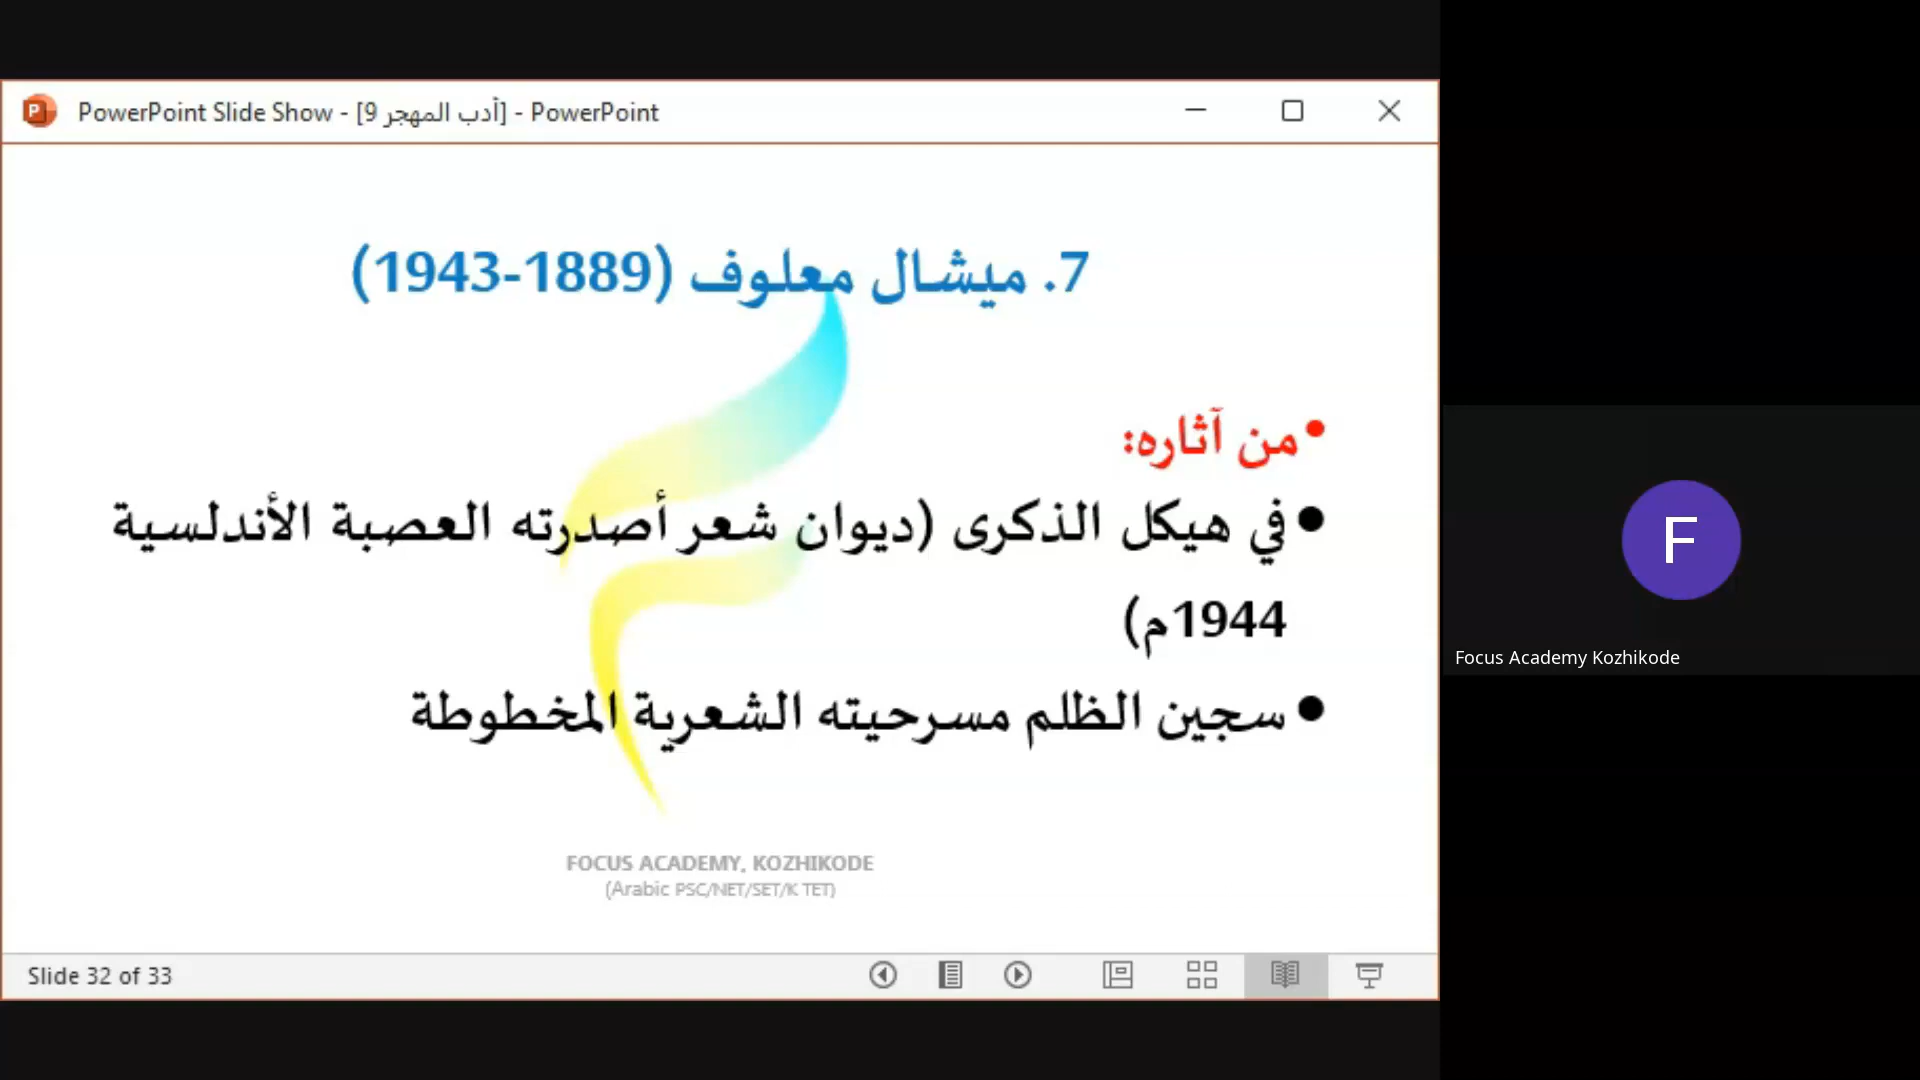 PowerPoint Slide Show - [أدب المهجر 9] - PowerPoint
7. ميشال معلوف (1889-1943)
•من آثاره:
•في هيكل الذكرى (ديوان شعر أصدرته العصبة الأندلسية
1944م)
•سجين الظلم مسرحيته الشعرية المخطوطة
FOCUS ACADEMY, KOZHIKODE
(Arabic PSC/NET/SET/K TET)
Slide 32 of 33
F
Focus Academy Kozhikode